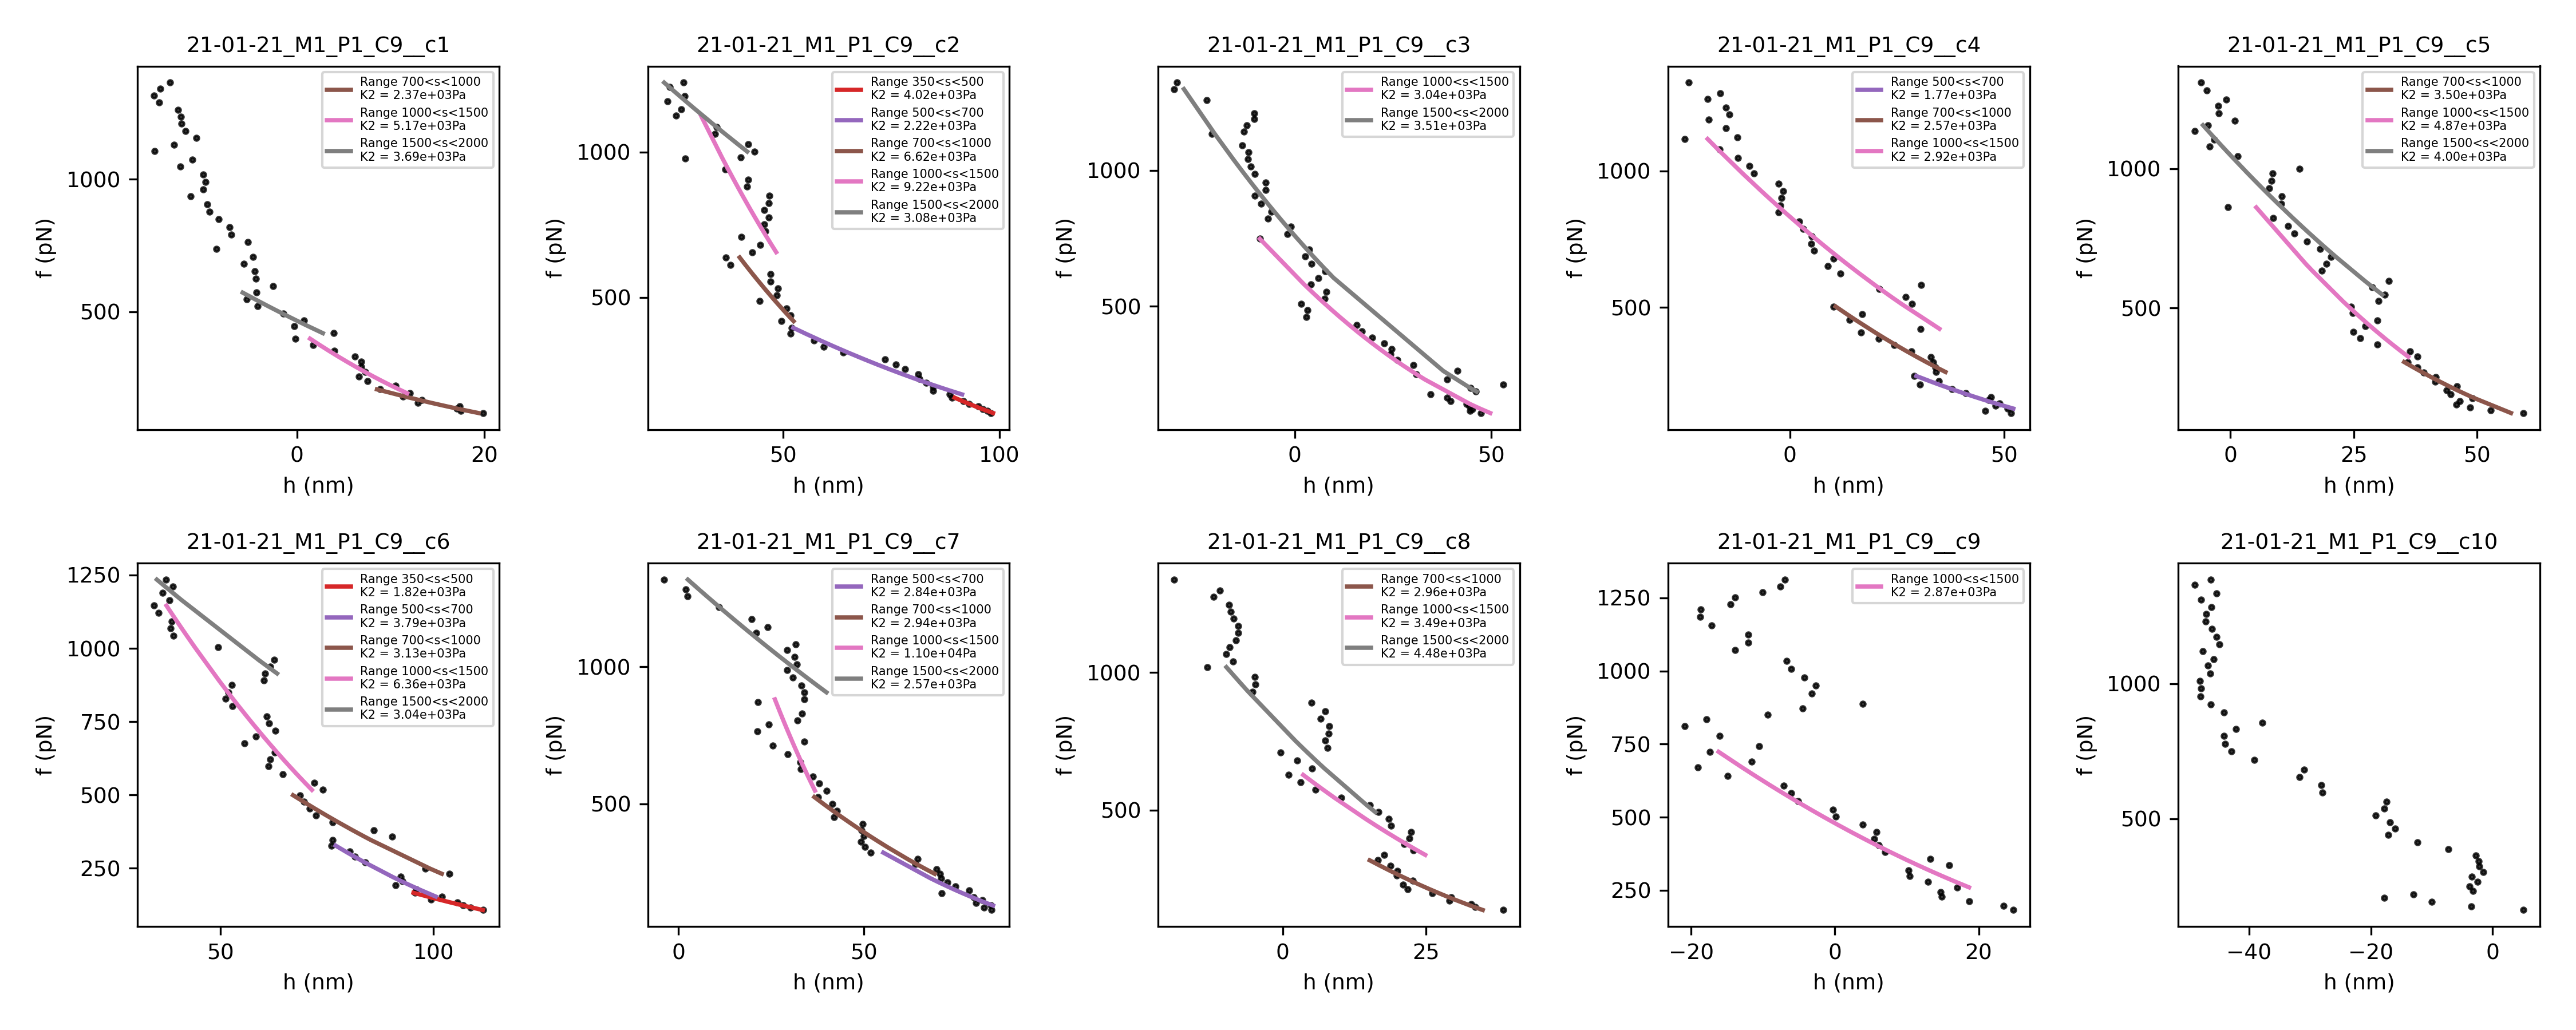 21-01-21_M1_P1_C9__c1
Range 700<s<1000
K2 = 2.37e+03Pa
Range 1000<s<1500
K2 = 5.17e+03Pa
Range 1500<s<2000
K2 = 3.69e+03Pa
1000
500
f (pN)
0
20
h (nm)
21-01-21_M1_P1_C9__c2
Range 350<s<500
K2 = 4.02e+03Pa
Range 500<s<700
K2 = 2.22e+03Pa
Range 700<s<1000
K2 = 6.62e+03Pa
Range 1000<s<1500
K2 = 9.22e+03Pa
Range 1500<s<2000
K2 = 3.08e+03Pa
1000
500
f (pN)
50
100
h (nm)
21-01-21_M1_P1_C9__c3
Range 1000<s<1500
K2 = 3.04e+03Pa
Range 1500<s<2000
K2 = 3.51e+03Pa
1000
500
f (pN)
0
50
h (nm)
21-01-21_M1_P1_C9__c4
Range 500<s<700
K2 = 1.77e+03Pa
Range 700<s<1000
K2 = 2.57e+03Pa
Range 1000<s<1500
K2 = 2.92e+03Pa
1000
500
f (pN)
0
50
h (nm)
21-01-21_M1_P1_C9__c5
Range 700<s<1000
K2 = 3.50e+03Pa
Range 1000<s<1500
K2 = 4.87e+03Pa
Range 1500<s<2000
K2 = 4.00e+03Pa
1000
500
f (pN)
0
25
50
h (nm)
21-01-21_M1_P1_C9__c6
Range 350<s<500
K2 = 1.82e+03Pa
Range 500<s<700
K2 = 3.79e+03Pa
Range 700<s<1000
K2 = 3.13e+03Pa
Range 1000<s<1500
K2 = 6.36e+03Pa
Range 1500<s<2000
K2 = 3.04e+03Pa
1250
1000
750
500
250
f (pN)
50
100
h (nm)
21-01-21_M1_P1_C9__c7
Range 500<s<700
K2 = 2.84e+03Pa
Range 700<s<1000
K2 = 2.94e+03Pa
Range 1000<s<1500
K2 = 1.10e+04Pa
Range 1500<s<2000
K2 = 2.57e+03Pa
1000
500
f (pN)
0
50
h (nm)
21-01-21_M1_P1_C9__c8
Range 700<s<1000
K2 = 2.96e+03Pa
Range 1000<s<1500
K2 = 3.49e+03Pa
Range 1500<s<2000
K2 = 4.48e+03Pa
1000
500
f (pN)
0
25
h (nm)
21-01-21_M1_P1_C9__c9
Range 1000<s<1500
K2 = 2.87e+03Pa
1250
1000
750
500
250
f (pN)
−20
0
20
h (nm)
21-01-21_M1_P1_C9__c10
1000
500
f (pN)
−40
−20
0
h (nm)